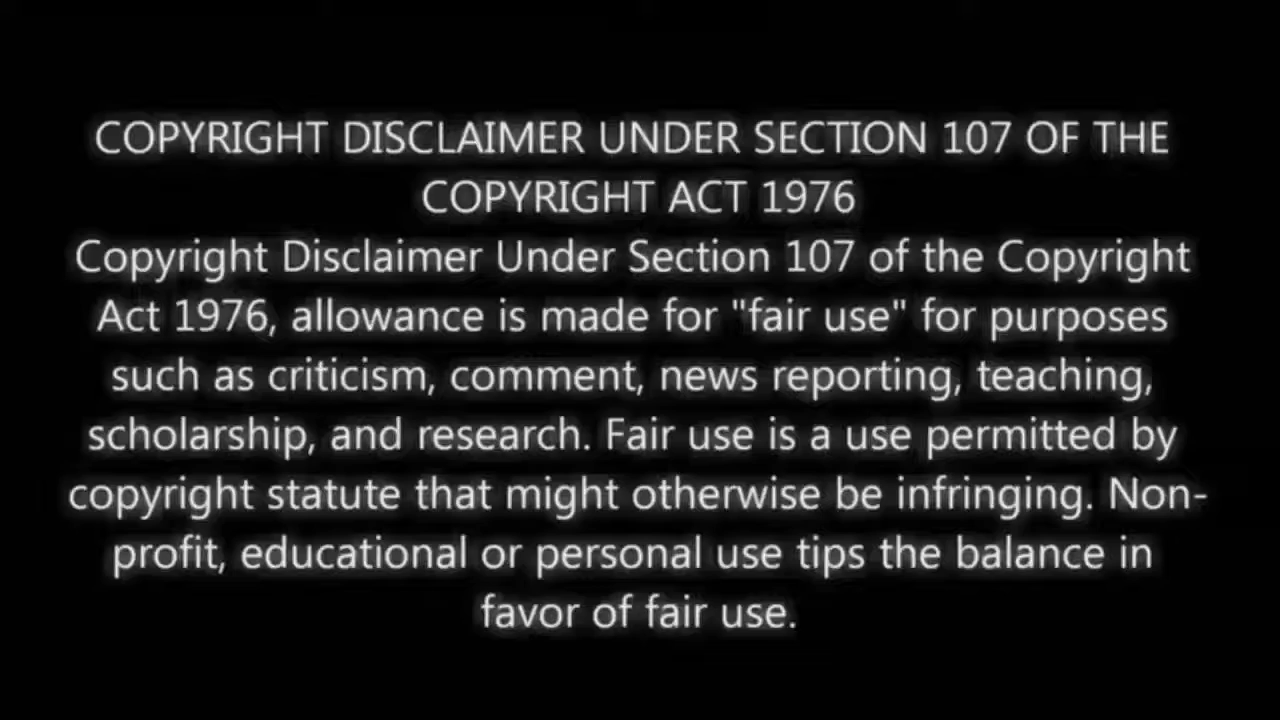 COPYRIGHT DISCLAIMER UNDER SECTION 107 OF THE
COPYRIGHT ACT 1976
Copyright Disclaimer Under Section 107 of the Copyright
Act 1976, allowance is made for "fair use" for purposes
such as criticism, comment, news reporting, teaching,
scholarship, and research. Fair use is a use permitted by
copyright statute that might otherwise be infringing. Non-
profit, educational or personal use tips the balance in
favor of fair use.